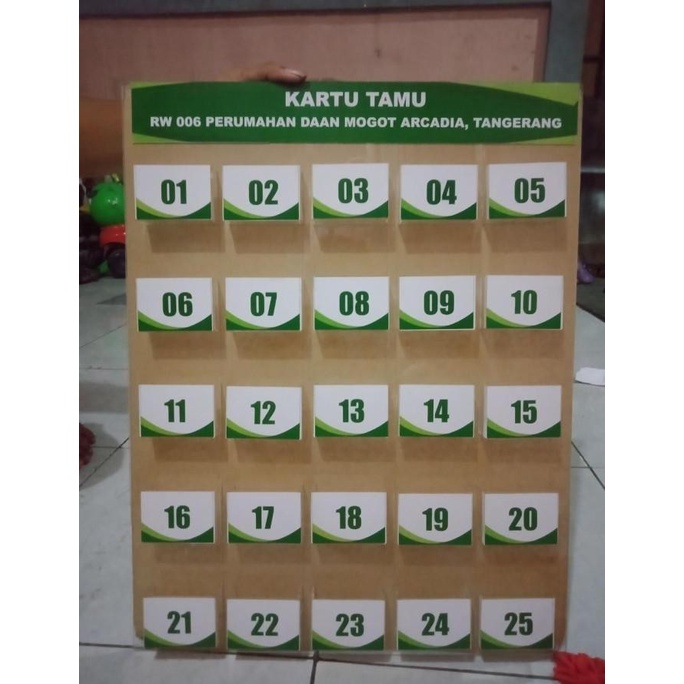 KARTU TAMU
RW 006 PERUMAHAN DAAN MOGOT ARCADIA, TANGERANG
01 02 03 04 05
06 07 08 09 10
11 12 13 14 15
16 17 18 19 20
21 22 23 24 25